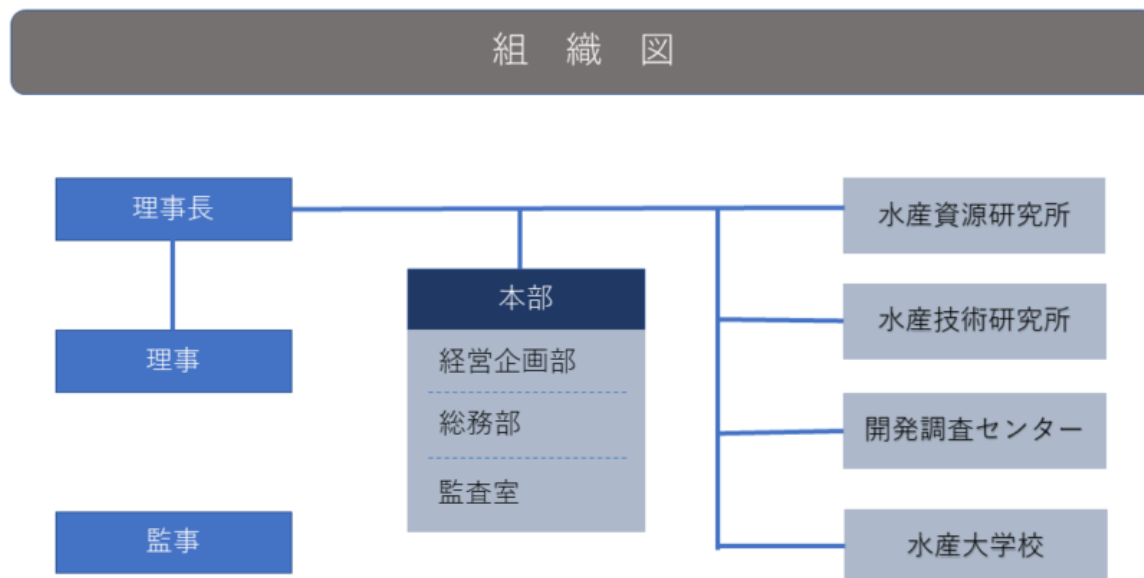 組 織 図
理事長
理事
監事
本部
経営企画部
総務部
監査室
水産資源研究所
水産技術研究所
開発調査センター
水産大学校